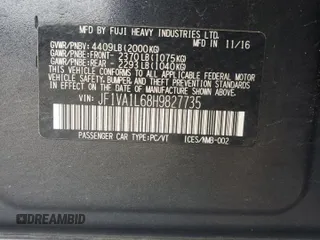 MFD BY FUJI HEAVY INDUSTRIES LTD.
GVWR/PNBV: 4409LB(2000KG) 11/16
GAWR/PNBE:FRONT- 2370LB(1075KG)
GAWR/PNBE:REAR- 2293LB(1040KG)
THIS VEHICLE CONFORMS TO ALL APPLICABLE
FEDERAL MOTOR VEHICLE SAFETY,
BUMPER, AND THEFT PREVENTION
STANDARDS IN EFFECT ON THE DATE OF
MANUFACTURE SHOWN ABOVE.
VIN: JF1VA1L68H9827735
PASSENGER CAR TYPE:PC/VT ICES/NMB-002
DREAMBID